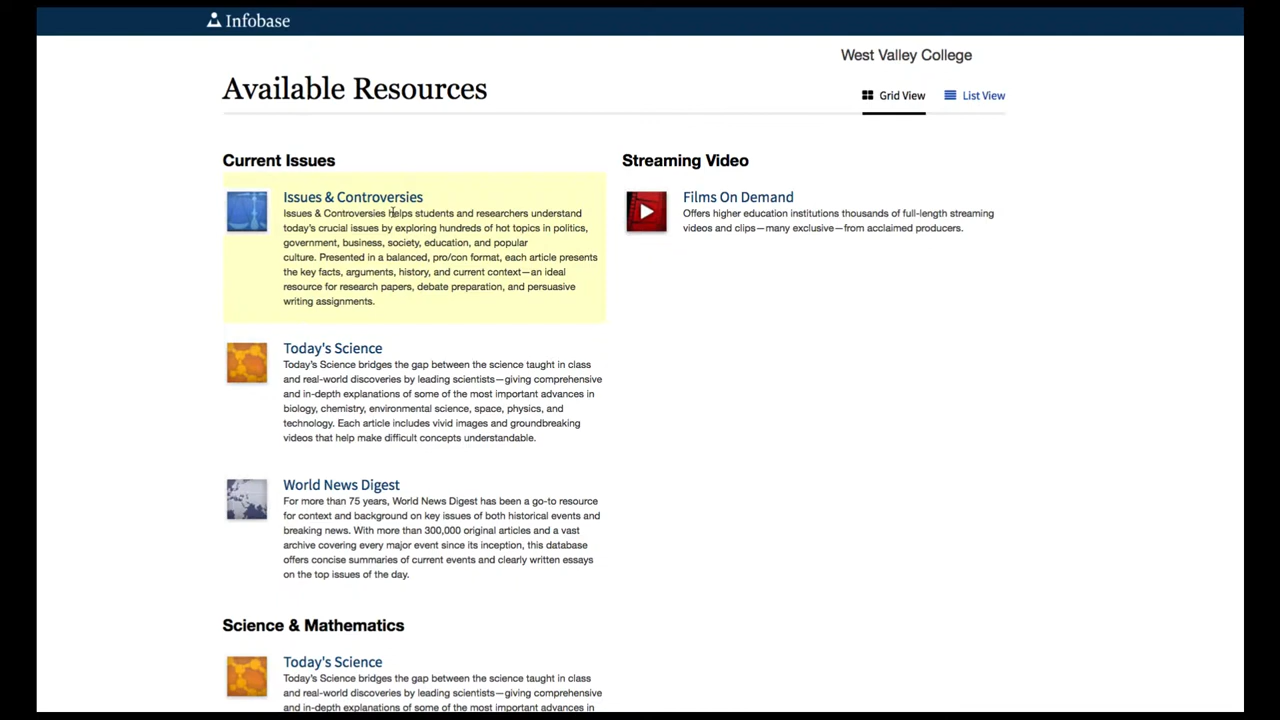 Infobase
West Valley College
Available Resources
Grid View
List View
Current Issues
Issues & Controversies
Issues & Controversies helps students and researchers understand
today's crucial issues by exploring hundreds of hot topics in politics,
government, business, society, education, and popular
culture. Presented in a balanced, pro/con format, each article presents
the key facts, arguments, history, and current context—an ideal
resource for research papers, debate preparation, and persuasive
writing assignments.
Today's Science
Today's Science bridges the gap between the science taught in class
and real-world discoveries by leading scientists—giving comprehensive
and in-depth explanations of some of the most important advances in
biology, chemistry, environmental science, space, physics, and
technology. Each article includes vivid images and groundbreaking
videos that help make difficult concepts understandable.
World News Digest
For more than 75 years, World News Digest has been a go-to resource
for context and background on key issues of both historical events and
breaking news. With more than 300,000 original articles and a vast
archive covering every major event since its inception, this database
offers concise summaries of current events and clearly written essays
on the top issues of the day.
Science & Mathematics
Today's Science
Today's Science bridges the gap between the science taught in class
and real-world discoveries by leading scientists—giving comprehensive
and in-depth explanations of some of the most important advances in
Streaming Video
Films On Demand
Offers higher education institutions thousands of full-length streaming
videos and clips—many exclusive—from acclaimed producers.